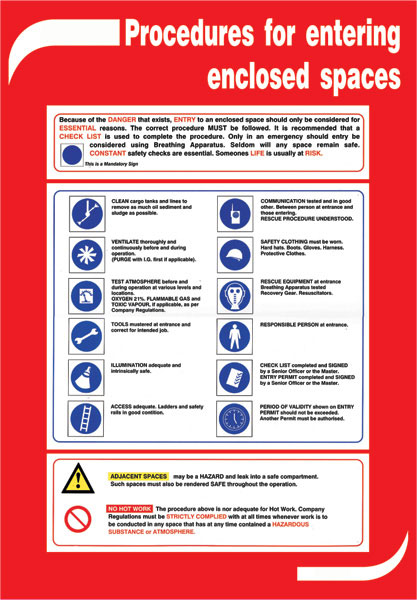 Procedures for entering
enclosed spaces
Because of the DANGER that exists, ENTRY to an enclosed space should only be considered for
ESSENTIAL reasons. The correct procedure MUST be followed. It is recommended that a
CHECK LIST is used to complete the procedure. Only in an emergency should entry be
considered using Breathing Apparatus. Seldom will any space remain safe.
CONSTANT safety checks are essential. Someones LIFE is usually at RISK.
This is a Mandatory Sign
CLEAN cargo tanks and lines to
remove as much oil sediment and
sludge as possible.
VENTILATE thoroughly and
continuously before and during
operation.
(PURGE with I.G. first if applicable).
TEST ATMOSPHERE before and
during operation at various levels and
locations.
OXYGEN 21%. FLAMMABLE GAS and
TOXIC VAPOUR, if applicable, as per
Company Regulations.
TOOLS mustered at entrance and
correct for intended job.
ILLUMINATION adequate and
intrinsically safe.
ACCESS adequate. Ladders and safety
rails in good contition.
COMMUNICATION tested and in good
other. Between person at entrance and
those entering.
RESCUE PROCEDURE UNDERSTOOD.
SAFETY CLOTHING must be worn.
Hard hats. Boots. Gloves. Harness.
Protective Clothes.
RESCUE EQUIPMENT at entrance
Breathing Apparatus tested
Recovery Gear. Resuscitators.
RESPONSIBLE PERSON at entrance.
CHECK LIST completed and SIGNED
by a Senior Officer or the Master.
ENTRY PERMIT completed and SIGNED
by a Senior Officer or the Master.
PERIOD OF VALIDITY shown on ENTRY
PERMIT should not be exceeded.
Another Permit must be authorised.
ADJACENT SPACES may be a HAZARD and leak into a safe compartment.
Such spaces must also be rendered SAFE throughout the operation.
NO HOT WORK The procedure above is nor adequate for Hot Work. Company
Regulations must be STRICTLY COMPLIED with at all times whenever work is to
be conducted in any space that has at any time contained a HAZARDOUS
SUBSTANCE or ATMOSPHERE.